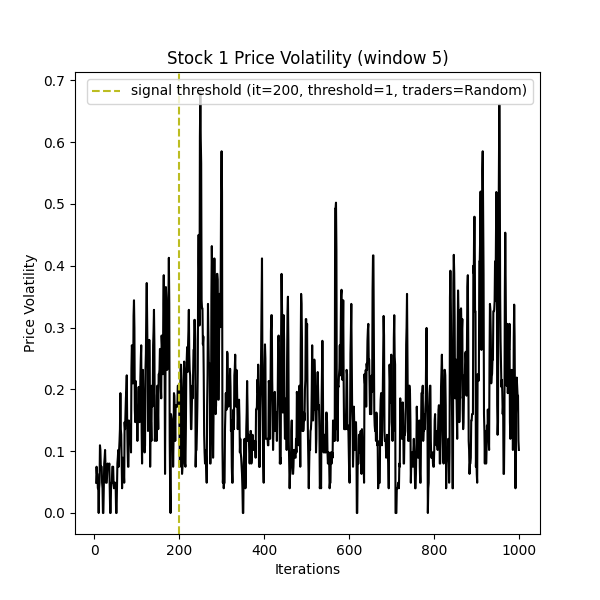 Stock 1 Price Volatility (window 5)
signal threshold (it=200, threshold=1, traders=Random)
0.7
0.6
0.5
0.4
0.3
0.2
0.1
0.0
Price Volatility
0 200 400 600 800 1000
Iterations